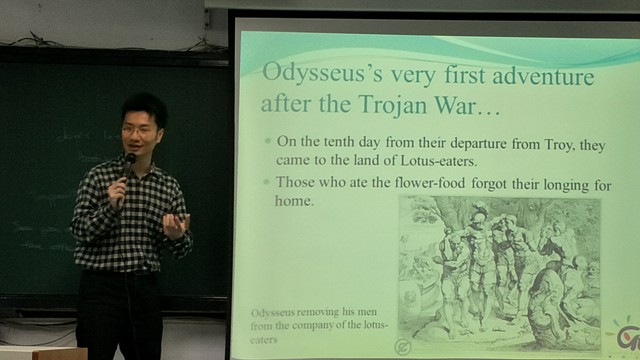 Odysseus's very first adventure
after the Trojan War…
On the tenth day from their departure from Troy, they
came to the land of Lotus-eaters.
Those who ate the flower-food forgot their longing for
home.
Odysseus removing his men
from the company of the lotus-
eaters